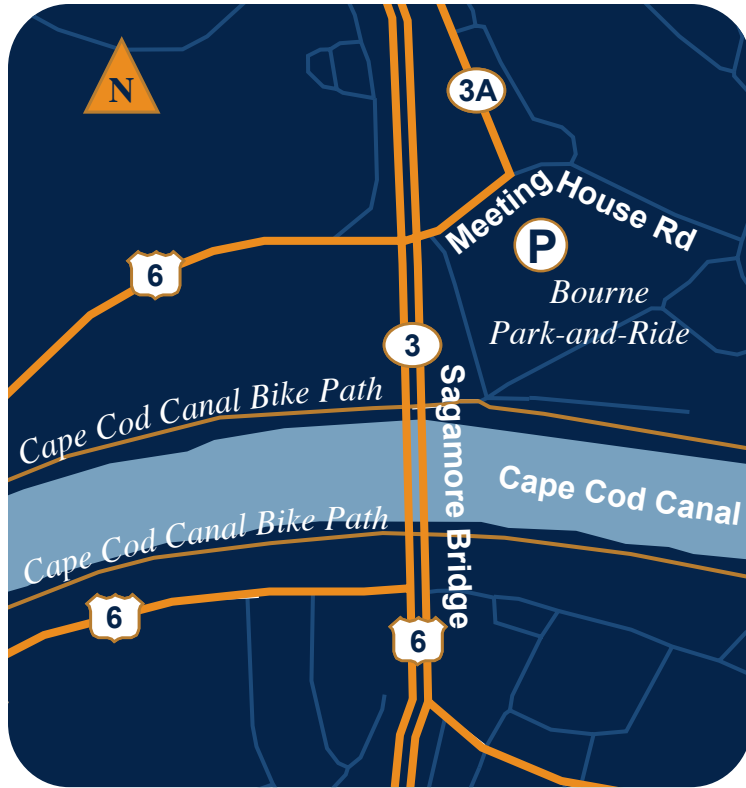 N
3A
Meeting House Rd
P
6
Bourne
Park-and-Ride
3
Cape Cod Canal Bike Path
Sagamore Bridge
Cape Cod Canal
Cape Cod Canal Bike Path
6
6